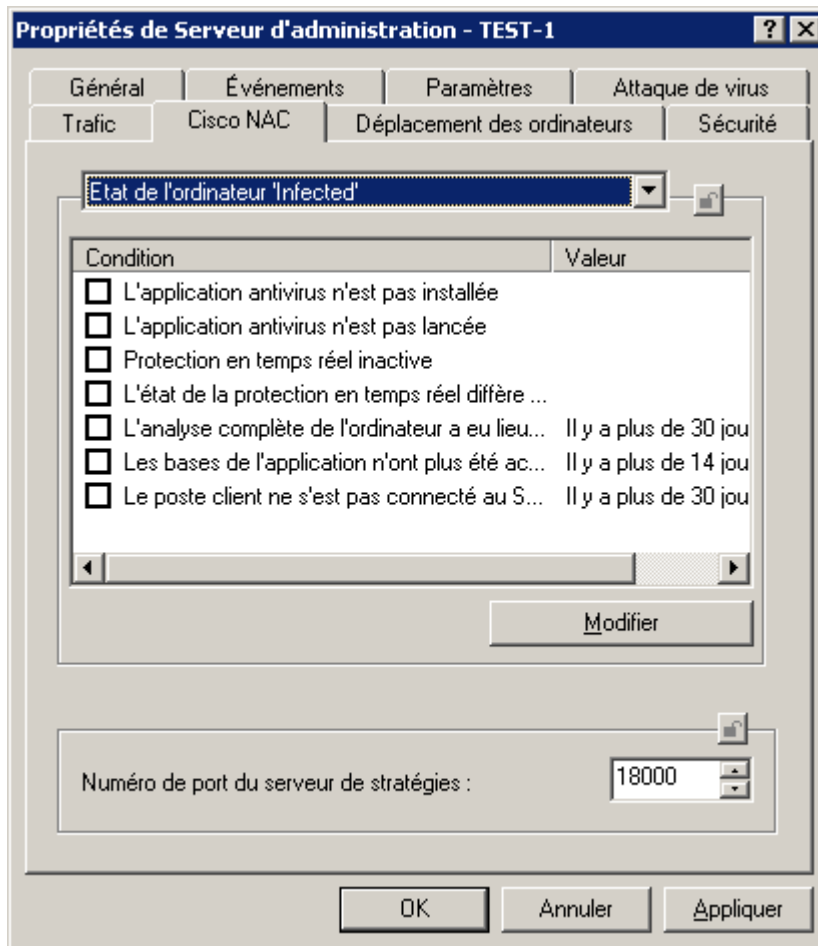 Propriétés de Serveur d'administration - TEST-1
Général Événements Paramètres Attaque de virus
Trafic Cisco NAC Déplacement des ordinateurs Sécurité
Etat de l'ordinateur 'Infected'
Condition Valeur
L'application antivirus n'est pas installée
L'application antivirus n'est pas lancée
Protection en temps réel inactive
L'état de la protection en temps réel diffère ...
L'analyse complète de l'ordinateur a eu lieu... Il y a plus de 30 jou
Les bases de l'application n'ont plus été ac... Il y a plus de 14 jou
Le poste client ne s'est pas connecté au S... Il y a plus de 30 jou
Modifier
Numéro de port du serveur de stratégies : 18000
OK Annuler Appliquer